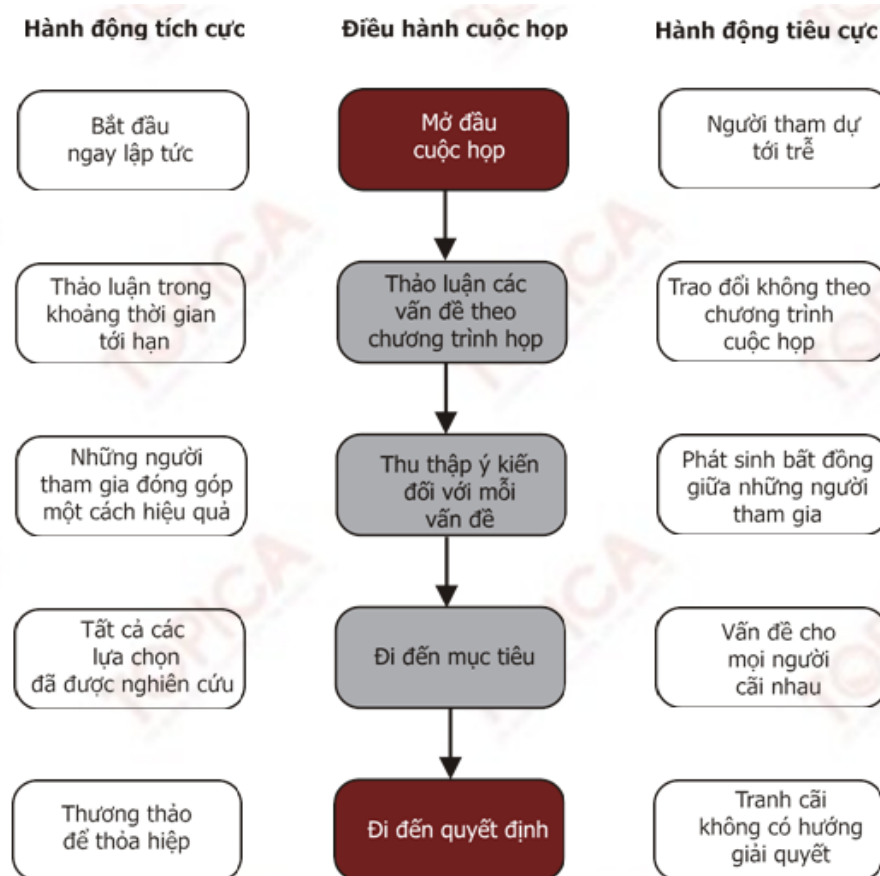 Hành động tích cực
Điều hành cuộc họp
Hành động tiêu cực
Bắt đầu
ngay lập tức
Mở đầu
cuộc họp
Người tham dự
tới trễ
Thảo luận trong
khoảng thời gian
tới hạn
Thảo luận các
vấn đề theo
chương trình họp
Trao đổi không theo
chương trình
cuộc họp
Những người
tham gia đóng góp
một cách hiệu quả
Thu thập ý kiến
đối với mỗi
vấn đề
Phát sinh bất đồng
giữa những người
tham gia
Tất cả các
lựa chọn
đã được nghiên cứu
Đi đến mục tiêu
Vấn đề cho
mọi người
cãi nhau
Thương thảo
để thỏa hiệp
Đi đến quyết định
Tranh cãi
không có hướng
giải quyết
TOPICA
TOPICA
TOPICA
TOPICA